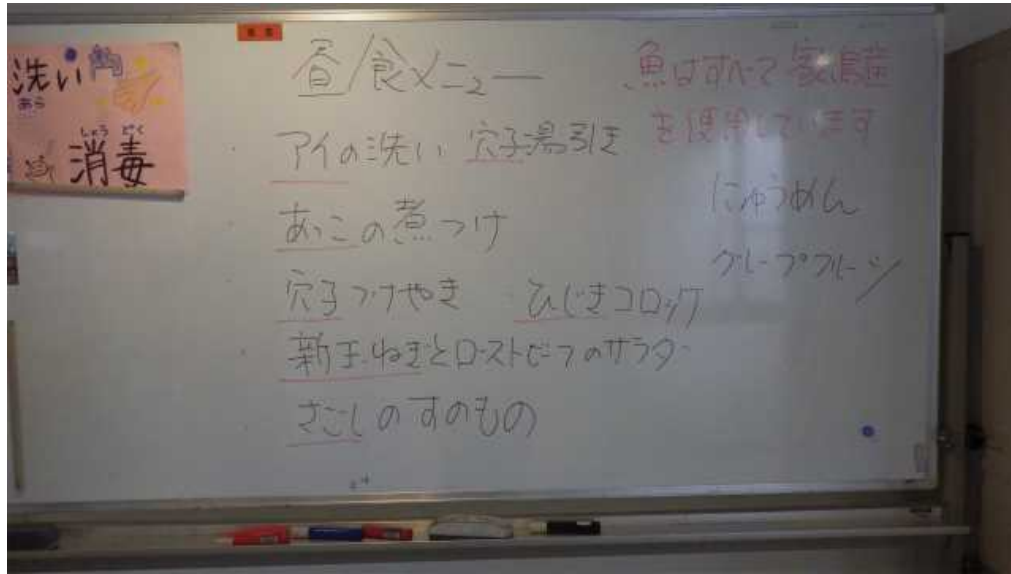 洗い
あら
しょう どく
消毒
昼食メニュー
アイの洗い 穴子湯引き
あこの煮つけ
穴子つけやき ひじきコロッケ
新玉ねぎとローストビーフのサラダ
さごしのすのもの
魚はすべて家島産
を使用しています
にゅうめん
グレープフルーツ